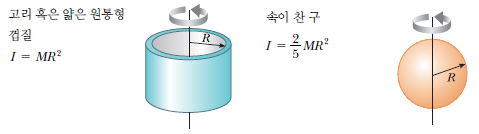 고리 혹은 얇은 원통형
껍질
I = MR²
R
속이 찬 구
I = 2/5 MR²
R